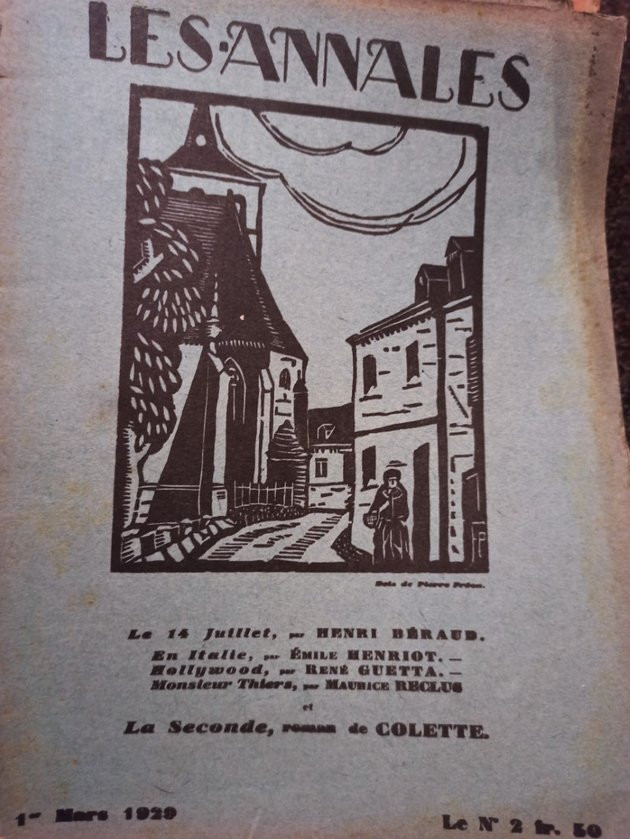 LES·ANNALES
Bois de Pierre Fréon.
Le 14 Juillet, par HENRI BÉRAUD.
En Italie, par ÉMILE HENRIOT. —
Hollywood, par RENÉ GUETTA. —
Monsieur Thiers, par MAURICE RECLUS
et
La Seconde, roman de COLETTE.
1er Mars 1929
Le N° 2 fr. 50